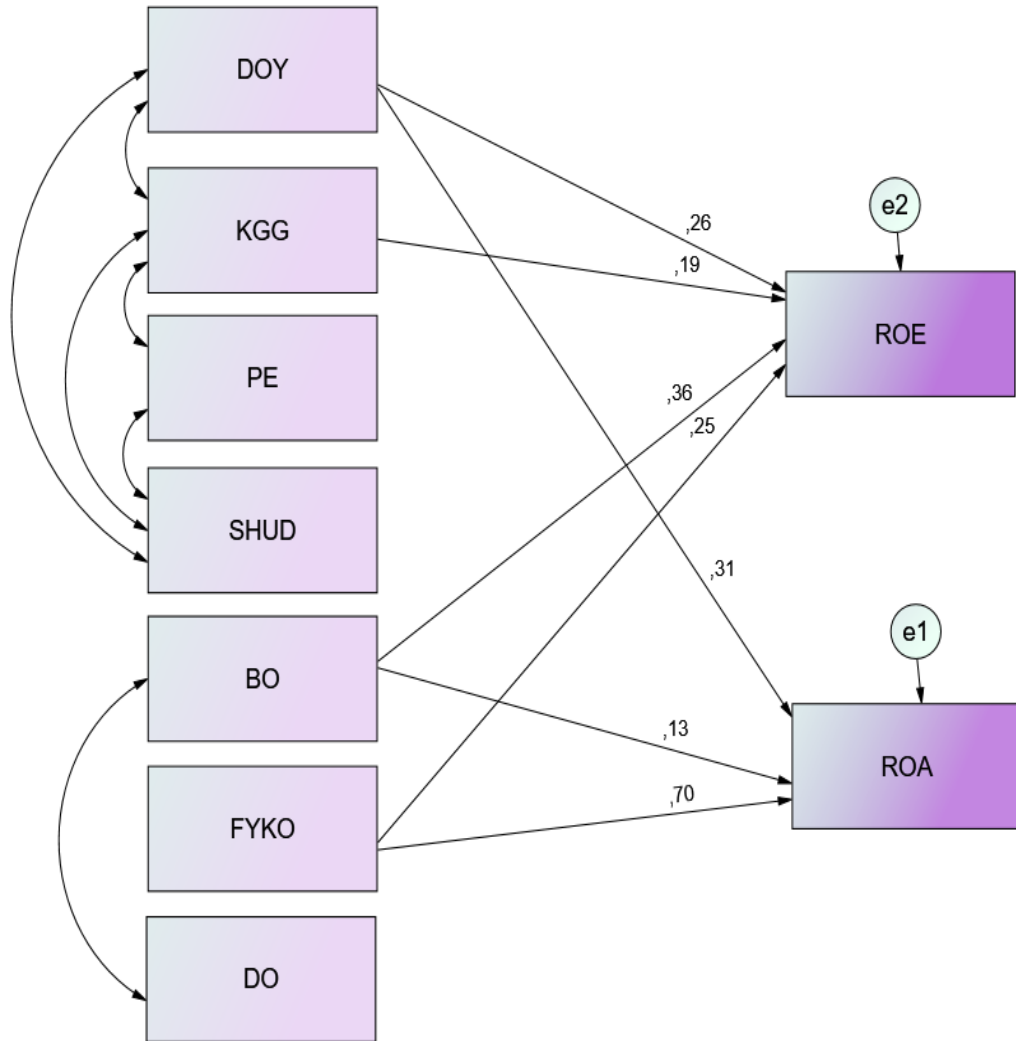 DOY
KGG
PE
SHUD
BO
FYKO
DO
,26
,19
,36
,25
,31
,13
,70
e2
ROE
e1
ROA